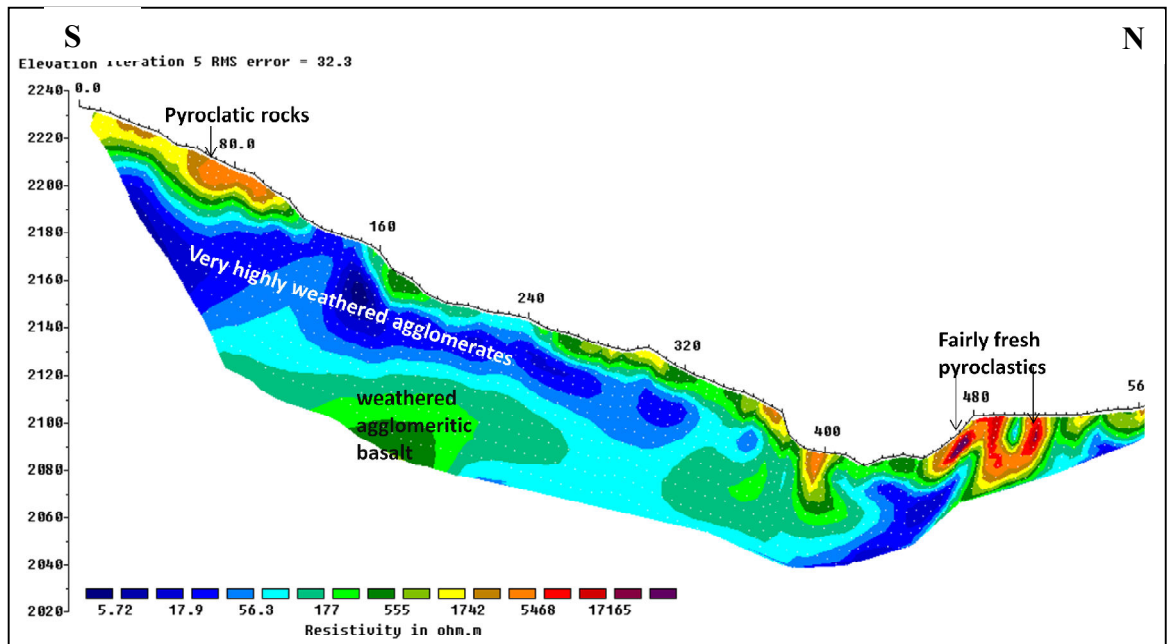 S N
Elevation Iteration 5 RMS error = 32.3
2240
0.0
Pyroclatic rocks
2220
80.0
2200
2180
160
Very highly weathered agglomerates
2160
240
2140
320
Fairly fresh
pyroclastics
2120
480
56
weathered
agglomeritic
basalt
2100
400
2080
2060
2040
2020
5.72 17.9 56.3 177 555 1742 5468 17165
Resistivity in ohm.m